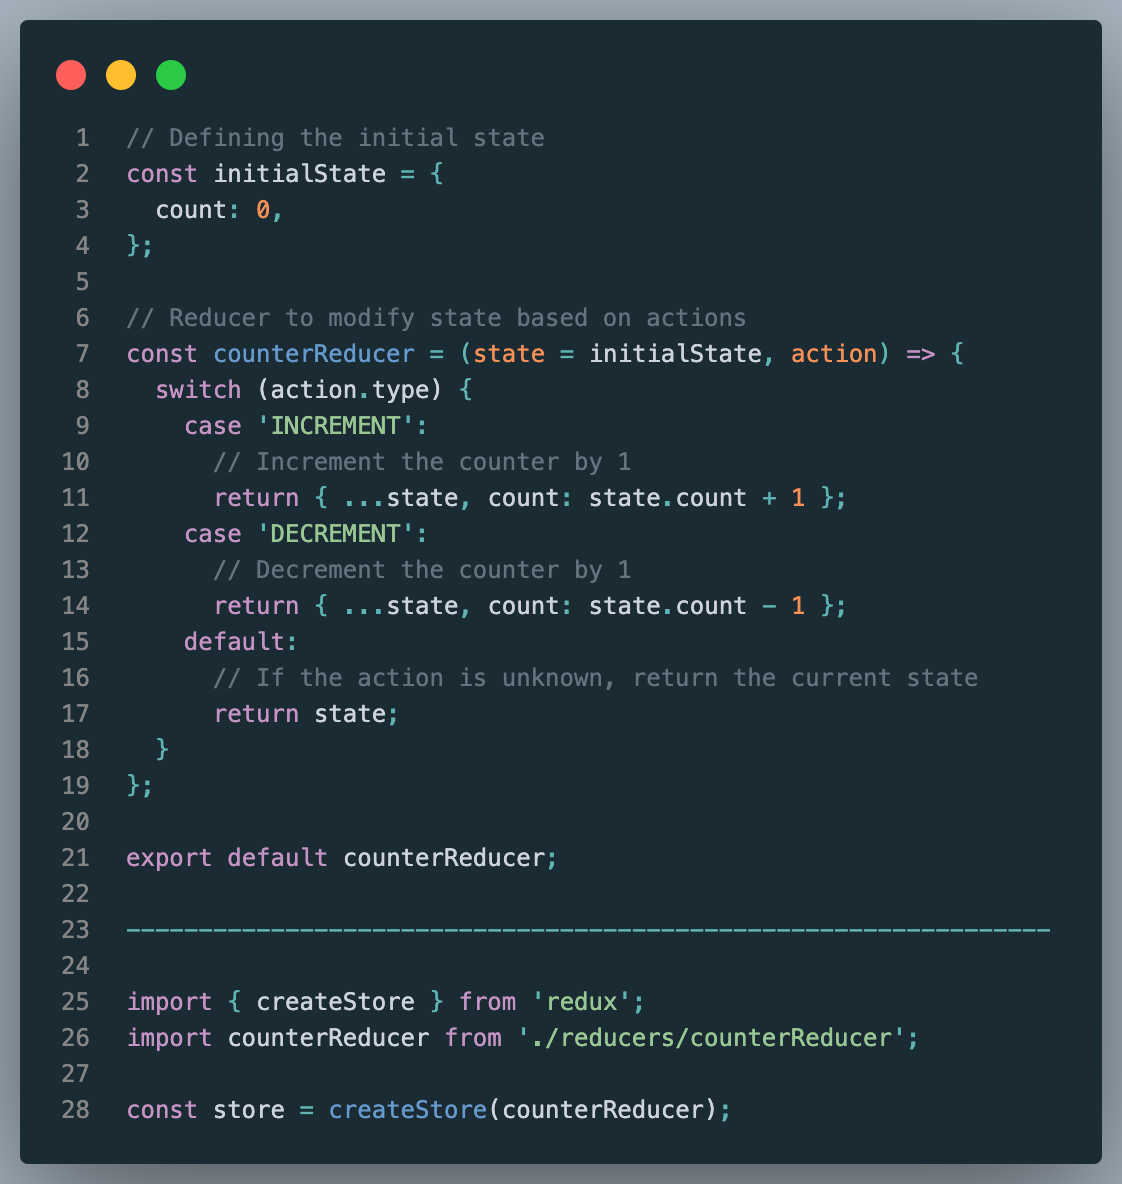 1 // Defining the initial state
2 const initialState = {
3   count: 0,
4 };
5
6 // Reducer to modify state based on actions
7 const counterReducer = (state = initialState, action) => {
8   switch (action.type) {
9     case 'INCREMENT':
10       // Increment the counter by 1
11       return { ...state, count: state.count + 1 };
12     case 'DECREMENT':
13       // Decrement the counter by 1
14       return { ...state, count: state.count - 1 };
15     default:
16       // If the action is unknown, return the current state
17       return state;
18   }
19 };
20
21 export default counterReducer;
22
23 ----------------------------------------------------------------
24
25 import { createStore } from 'redux';
26 import counterReducer from './reducers/counterReducer';
27
28 const store = createStore(counterReducer);